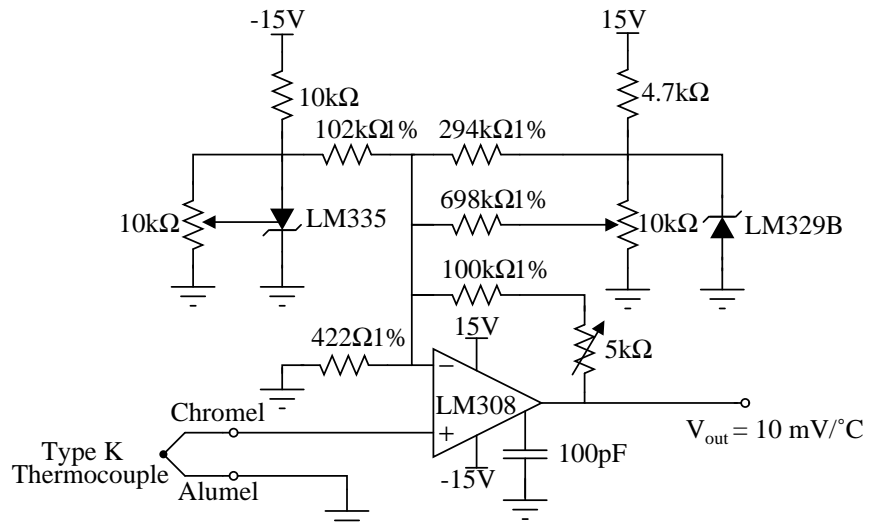 -15V
15V
10kΩ
4.7kΩ
102kΩ1%
294kΩ1%
10kΩ
LM335
698kΩ1%
10kΩ
LM329B
100kΩ1%
422Ω1%
15V
5kΩ
−
LM308
Chromel
+
Vout = 10 mV/˚C
Type K
Thermocouple
-15V
100pF
Alumel